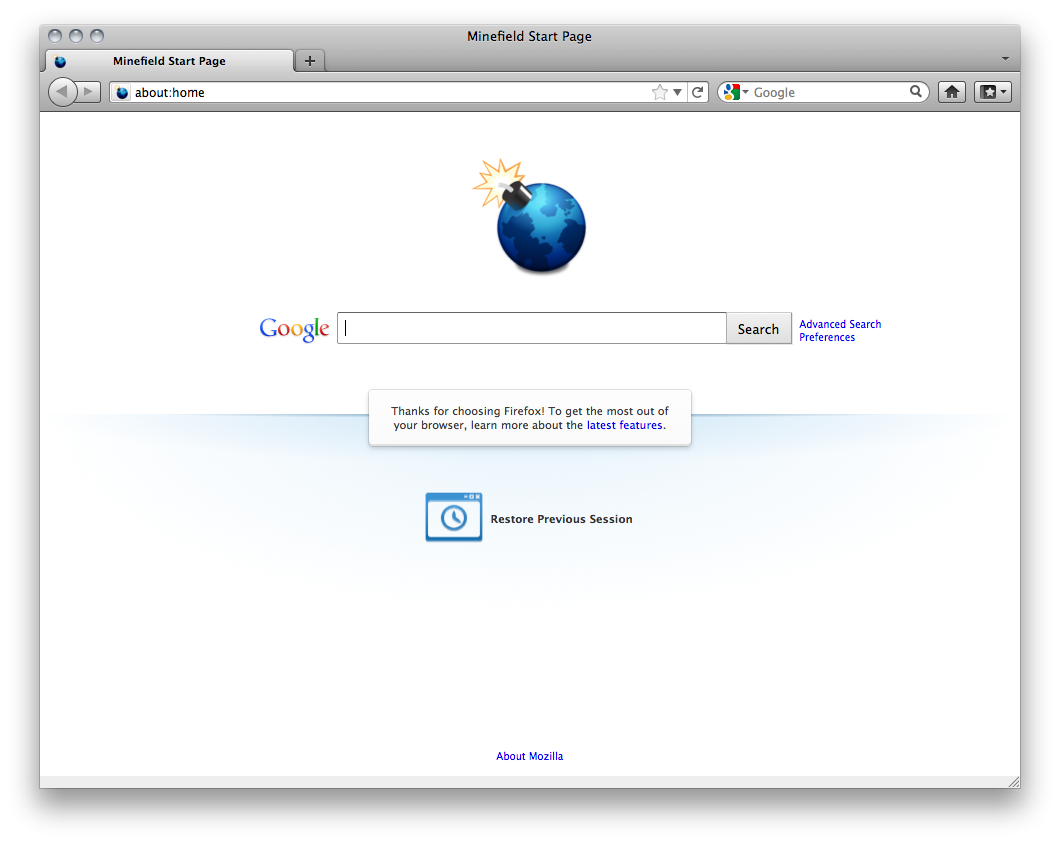 Minefield Start Page
Minefield Start Page
about:home
Google
Google
Search
Advanced Search
Preferences
Thanks for choosing Firefox! To get the most out of
your browser, learn more about the latest features.
Restore Previous Session
About Mozilla